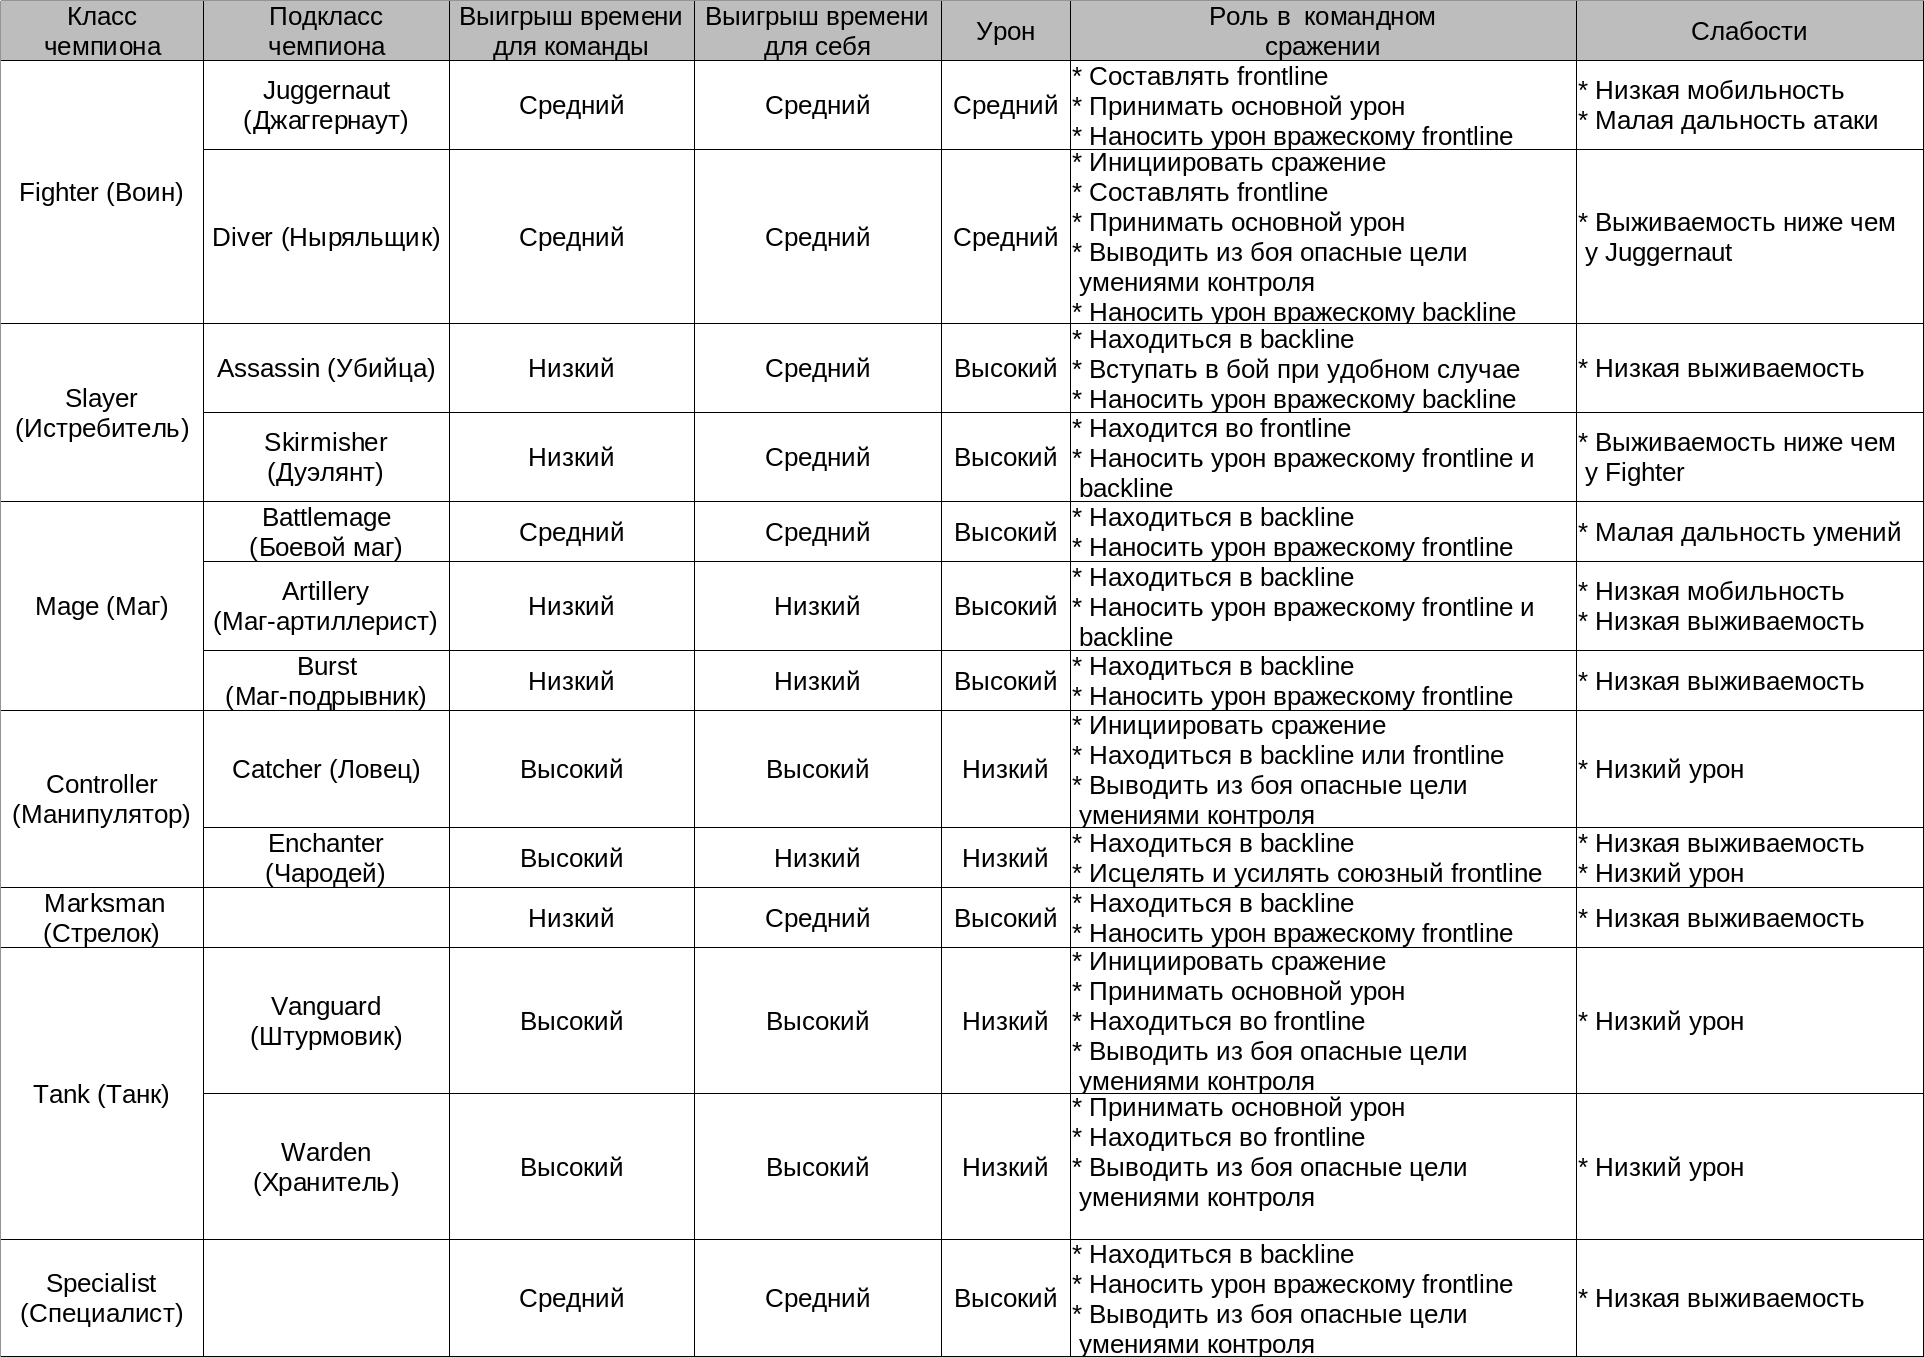 Класс
чемпиона
Подкласс
чемпиона
Выигрыш времени
для команды
Выигрыш времени
для себя
Урон
Роль в  командном
сражении
Слабости
Fighter (Воин)
Juggernaut
(Джаггернаут)
Средний
Средний
Средний
* Составлять frontline
* Принимать основной урон
* Наносить урон вражескому frontline
* Низкая мобильность
* Малая дальность атаки
Diver (Ныряльщик)
Средний
Средний
Средний
* Инициировать сражение
* Составлять frontline
* Принимать основной урон
* Выводить из боя опасные цели
умениями контроля
* Наносить урон вражескому backline
* Выживаемость ниже чем
у Juggernaut
Slayer
(Истребитель)
Assassin (Убийца)
Низкий
Средний
Высокий
* Находиться в backline
* Вступать в бой при удобном случае
* Наносить урон вражескому backline
* Низкая выживаемость
Skirmisher
(Дуэлянт)
Низкий
Средний
Высокий
* Находится во frontline
* Наносить урон вражескому frontline и
backline
* Выживаемость ниже чем
у Fighter
Mage (Маг)
Battlemage
(Боевой маг)
Средний
Средний
Высокий
* Находиться в backline
* Наносить урон вражескому frontline
* Малая дальность умений
Artillery
(Маг-артиллерист)
Низкий
Низкий
Высокий
* Находиться в backline
* Наносить урон вражескому frontline и
backline
* Низкая мобильность
* Низкая выживаемость
Burst
(Маг-подрывник)
Низкий
Низкий
Высокий
* Находиться в backline
* Наносить урон вражескому frontline
* Низкая выживаемость
Controller
(Манипулятор)
Catcher (Ловец)
Высокий
Высокий
Низкий
* Инициировать сражение
* Находиться в backline или frontline
* Выводить из боя опасные цели
умениями контроля
* Низкий урон
Enchanter
(Чародей)
Высокий
Низкий
Низкий
* Находиться в backline
* Исцелять и усилять союзный frontline
* Низкая выживаемость
* Низкий урон
Marksman
(Стрелок)
Низкий
Средний
Высокий
* Находиться в backline
* Наносить урон вражескому frontline
* Низкая выживаемость
Tank (Танк)
Vanguard
(Штурмовик)
Высокий
Высокий
Низкий
* Инициировать сражение
* Принимать основной урон
* Находиться во frontline
* Выводить из боя опасные цели
умениями контроля
* Низкий урон
Warden
(Хранитель)
Высокий
Высокий
Низкий
* Принимать основной урон
* Находиться во frontline
* Выводить из боя опасные цели
умениями контроля
* Низкий урон
Specialist
(Специалист)
Средний
Средний
Высокий
* Находиться в backline
* Наносить урон вражескому frontline
* Выводить из боя опасные цели
умениями контроля
* Низкая выживаемость